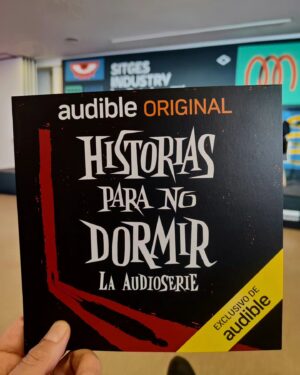 SITGES
INDUSTRY
audible ORIGINAL
HISTORIAS
PARA NO
DORMIR
LA AUDIOSERIE
EXCLUSIVO DE
audible